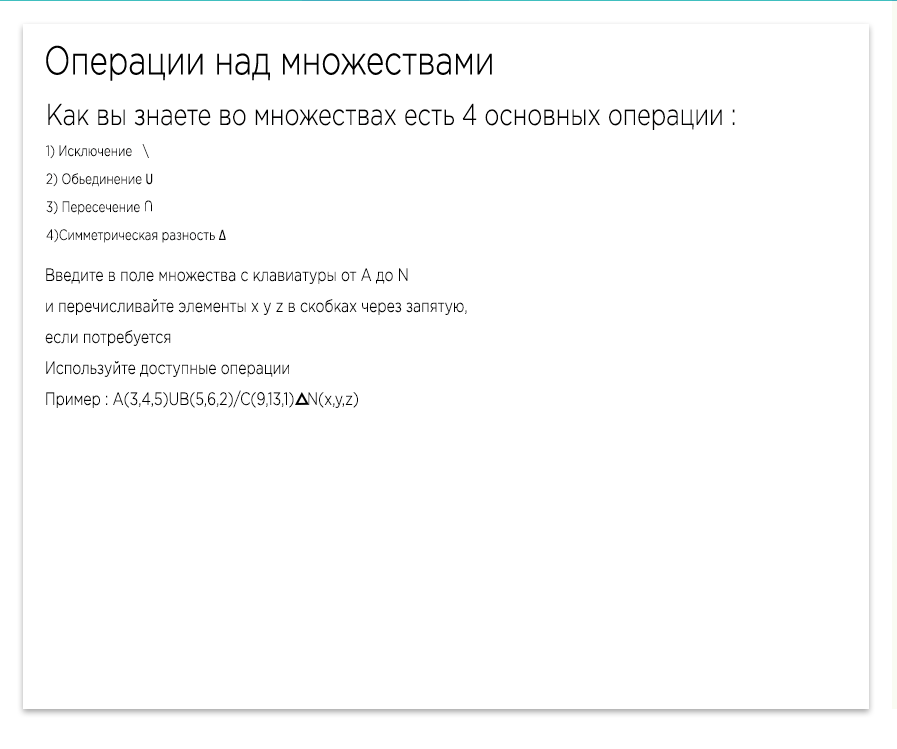 Операции над множествами
Как вы знаете во множествах есть 4 основных операции :
1) Исключение \
2) Обьединение U
3) Пересечение ∩
4)Симметрическая разность Δ
Введите в поле множества с клавиатуры от A до N
и перечисливайте элементы x y z в скобках через запятую,
если потребуется
Используйте доступные операции
Пример : A(3,4,5)UB(5,6,2)/C(9,13,1)ΔN(x,y,z)